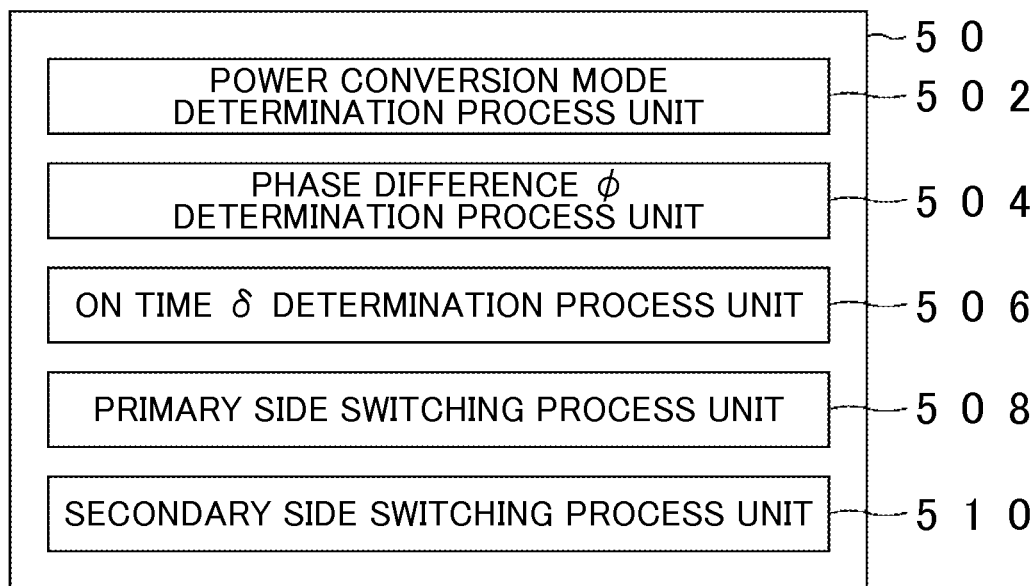 50
POWER CONVERSION MODE
DETERMINATION PROCESS UNIT
502
PHASE DIFFERENCE φ
DETERMINATION PROCESS UNIT
504
ON TIME δ DETERMINATION PROCESS UNIT
506
PRIMARY SIDE SWITCHING PROCESS UNIT
508
SECONDARY SIDE SWITCHING PROCESS UNIT
510